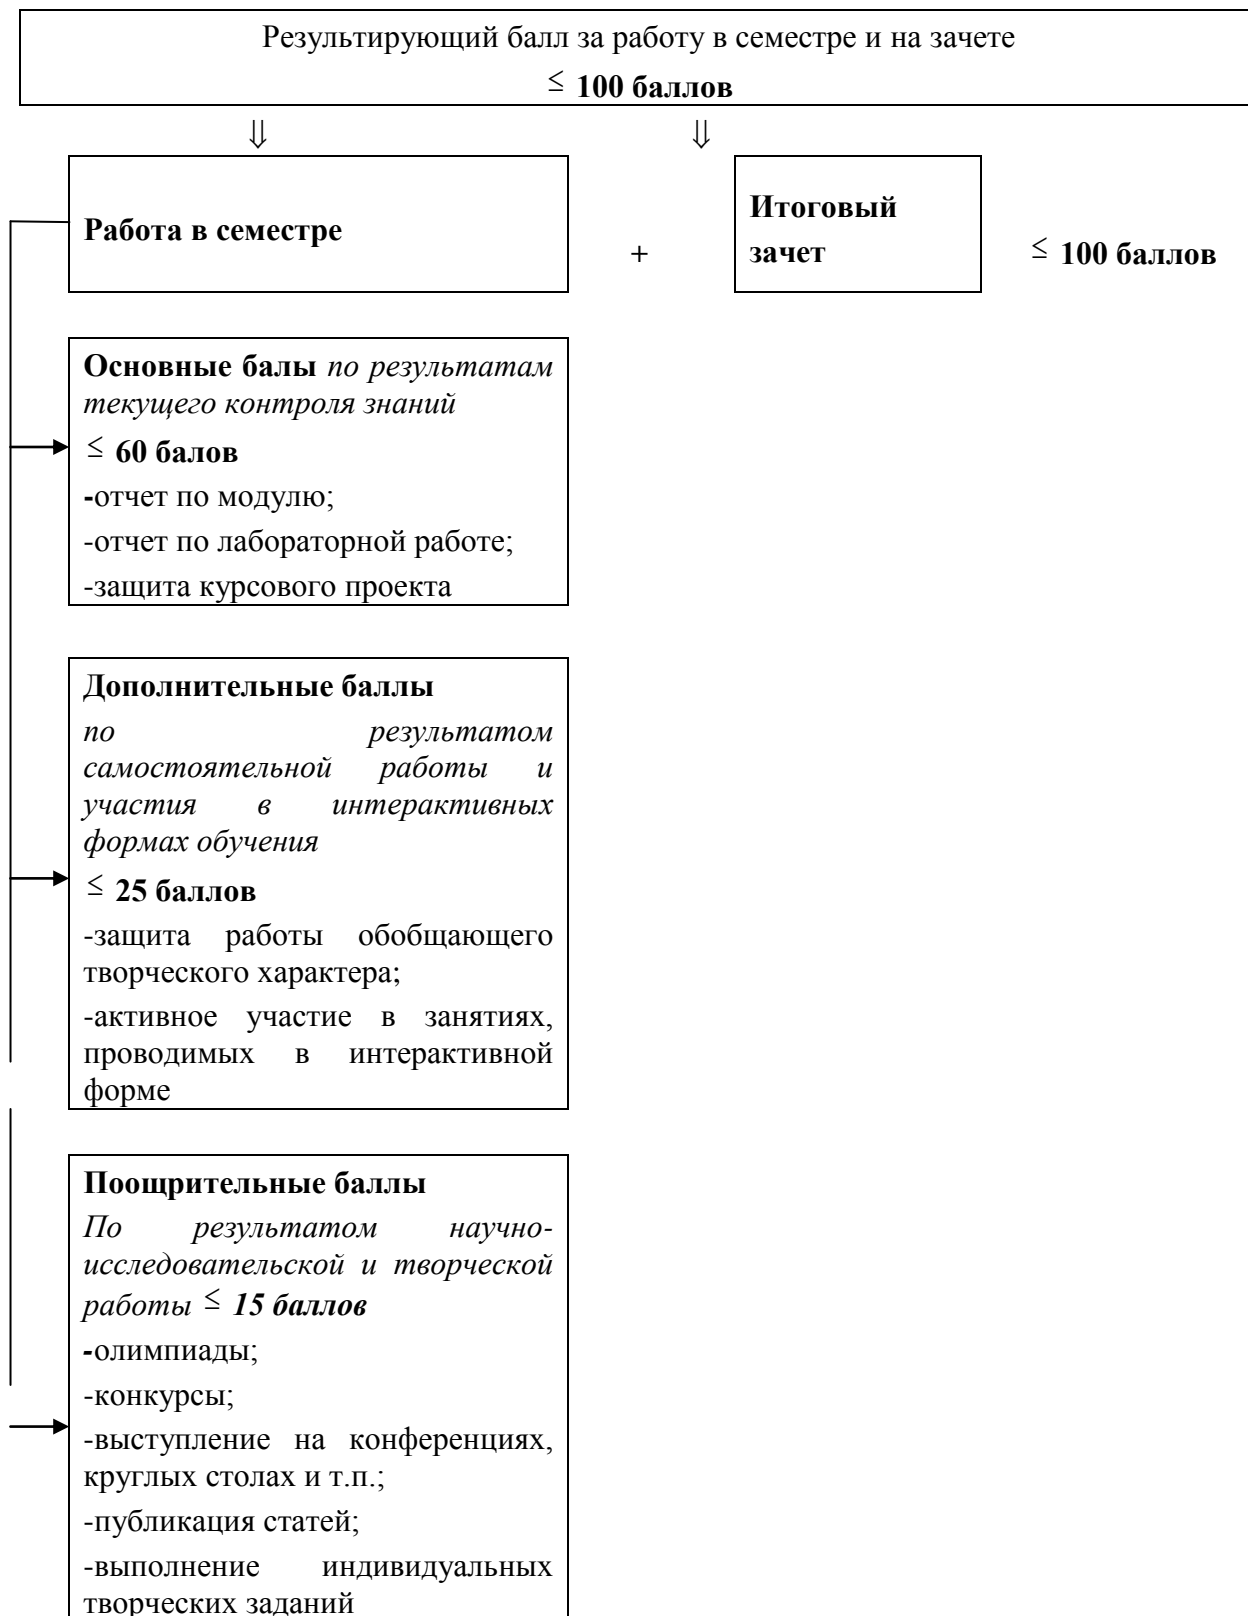 Результирующий балл за работу в семестре и на зачете
≤ 100 баллов
⇓ ⇓
Работа в семестре
+
Итоговый
зачет
≤ 100 баллов
Основные балы по результатам
текущего контроля знаний
≤ 60 балов
-отчет по модулю;
-отчет по лабораторной работе;
-защита курсового проекта
Дополнительные баллы
по результатом
самостоятельной работы и
участия в интерактивных
формах обучения
≤ 25 баллов
-защита работы обобщающего
творческого характера;
-активное участие в занятиях,
проводимых в интерактивной
форме
Поощрительные баллы
По результатом научно-
исследовательской и творческой
работы ≤ 15 баллов
-олимпиады;
-конкурсы;
-выступление на конференциях,
круглых столах и т.п.;
-публикация статей;
-выполнение индивидуальных
творческих заданий